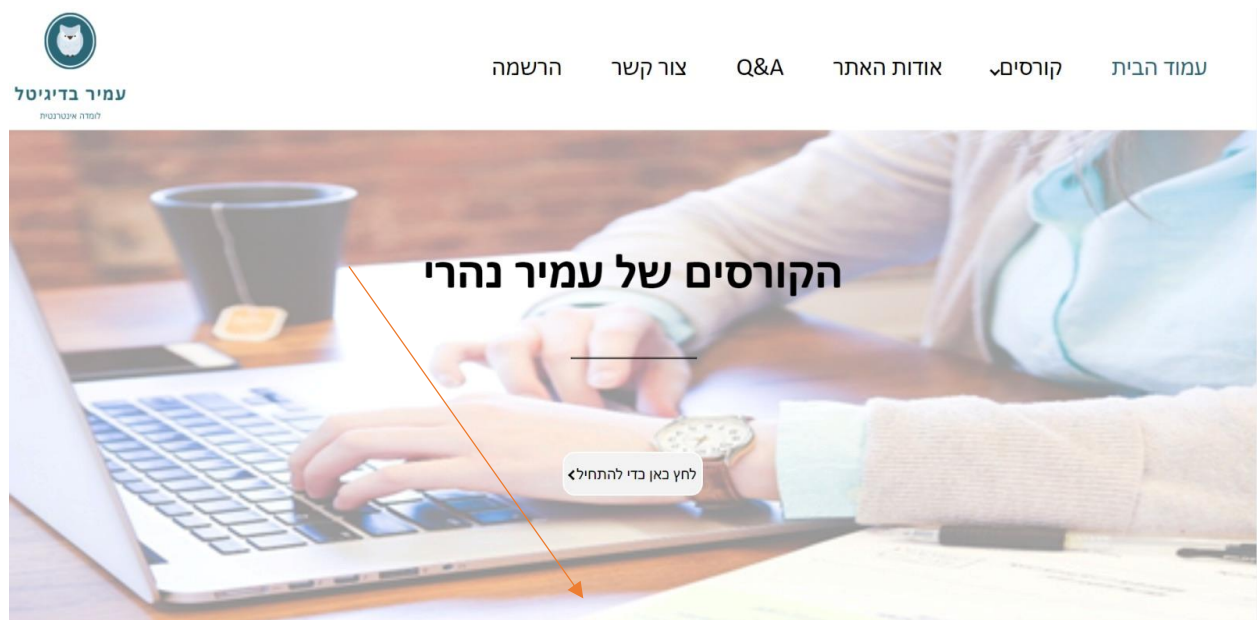 עמיר בדיגיטל
לומדה אינטרנטית
עמוד הבית קורסים אודות האתר Q&A צור קשר הרשמה
הקורסים של עמיר נהרי
לחץ כאן כדי להתחיל